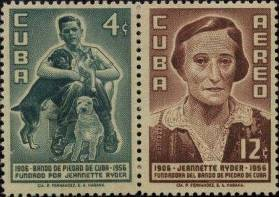 CUBA
4¢
1906 - BANDO DE PIEDAD DE CUBA - 1956
FUNDADO POR JEANNETTE RYDER
CIA. P. FERNANDEZ, S. A. HABANA.
CUBA
AEREO
12¢
1906 - JEANNETTE RYDER - 1956
FUNDADORA DEL BANDO DE PIEDAD DE CUBA
CIA. P. FERNANDEZ, S. A. HABANA.